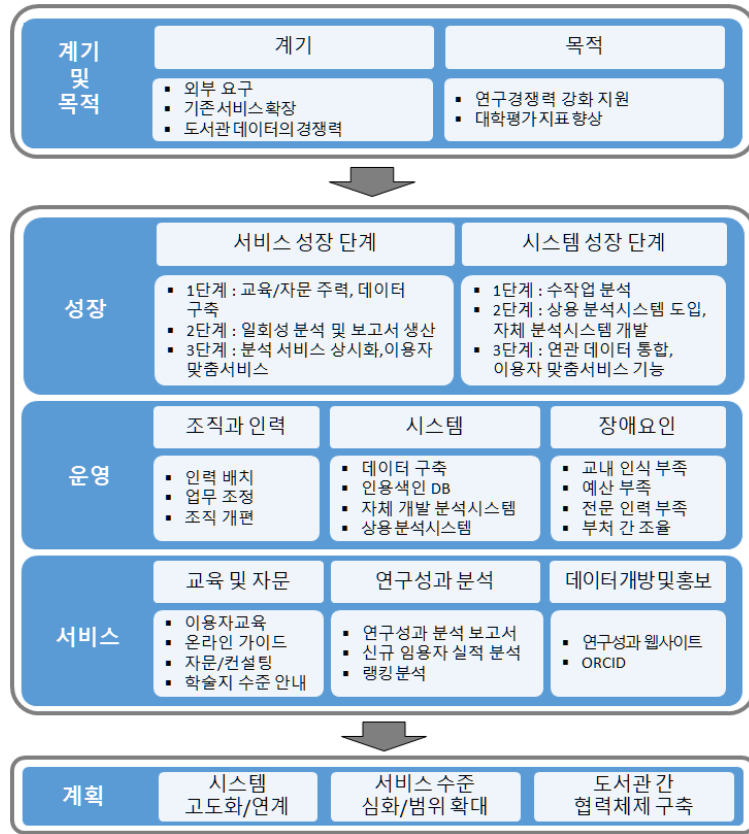 계기
및
목적
계기
목적
▪ 외부 요구
▪ 기존 서비스 확장
▪ 도서관 데이터의 경쟁력
▪ 연구경쟁력 강화 지원
▪ 대학평가지표 향상
성장
서비스 성장 단계
시스템 성장 단계
▪ 1단계 : 교육/자문 주력, 데이터
구축
▪ 2단계 : 일회성 분석 및 보고서 생산
▪ 3단계 : 분석 서비스 상시화,이용자
맞춤서비스
▪ 1단계 : 수작업 분석
▪ 2단계 : 상용 분석시스템 도입,
자체 분석시스템 개발
▪ 3단계 : 연관 데이터 통합,
이용자 맞춤서비스 기능
운영
조직과 인력
시스템
장애요인
▪ 인력 배치
▪ 업무 조정
▪ 조직 개편
▪ 데이터 구축
▪ 인용색인 DB
▪ 자체 개발 분석시스템
▪ 상용분석시스템
▪ 교내 인식 부족
▪ 예산 부족
▪ 전문 인력 부족
▪ 부처 간 조율
서비스
교육 및 자문
연구성과 분석
데이터개방및홍보
▪ 이용자교육
▪ 온라인 가이드
▪ 자문/컨설팅
▪ 학술지 수준 안내
▪ 연구성과 분석 보고서
▪ 신규 임용자 실적 분석
▪ 랭킹분석
▪ 연구성과 웹사이트
▪ ORCID
계획
시스템
고도화/연계
서비스 수준
심화/범위 확대
도서관 간
협력체제 구축